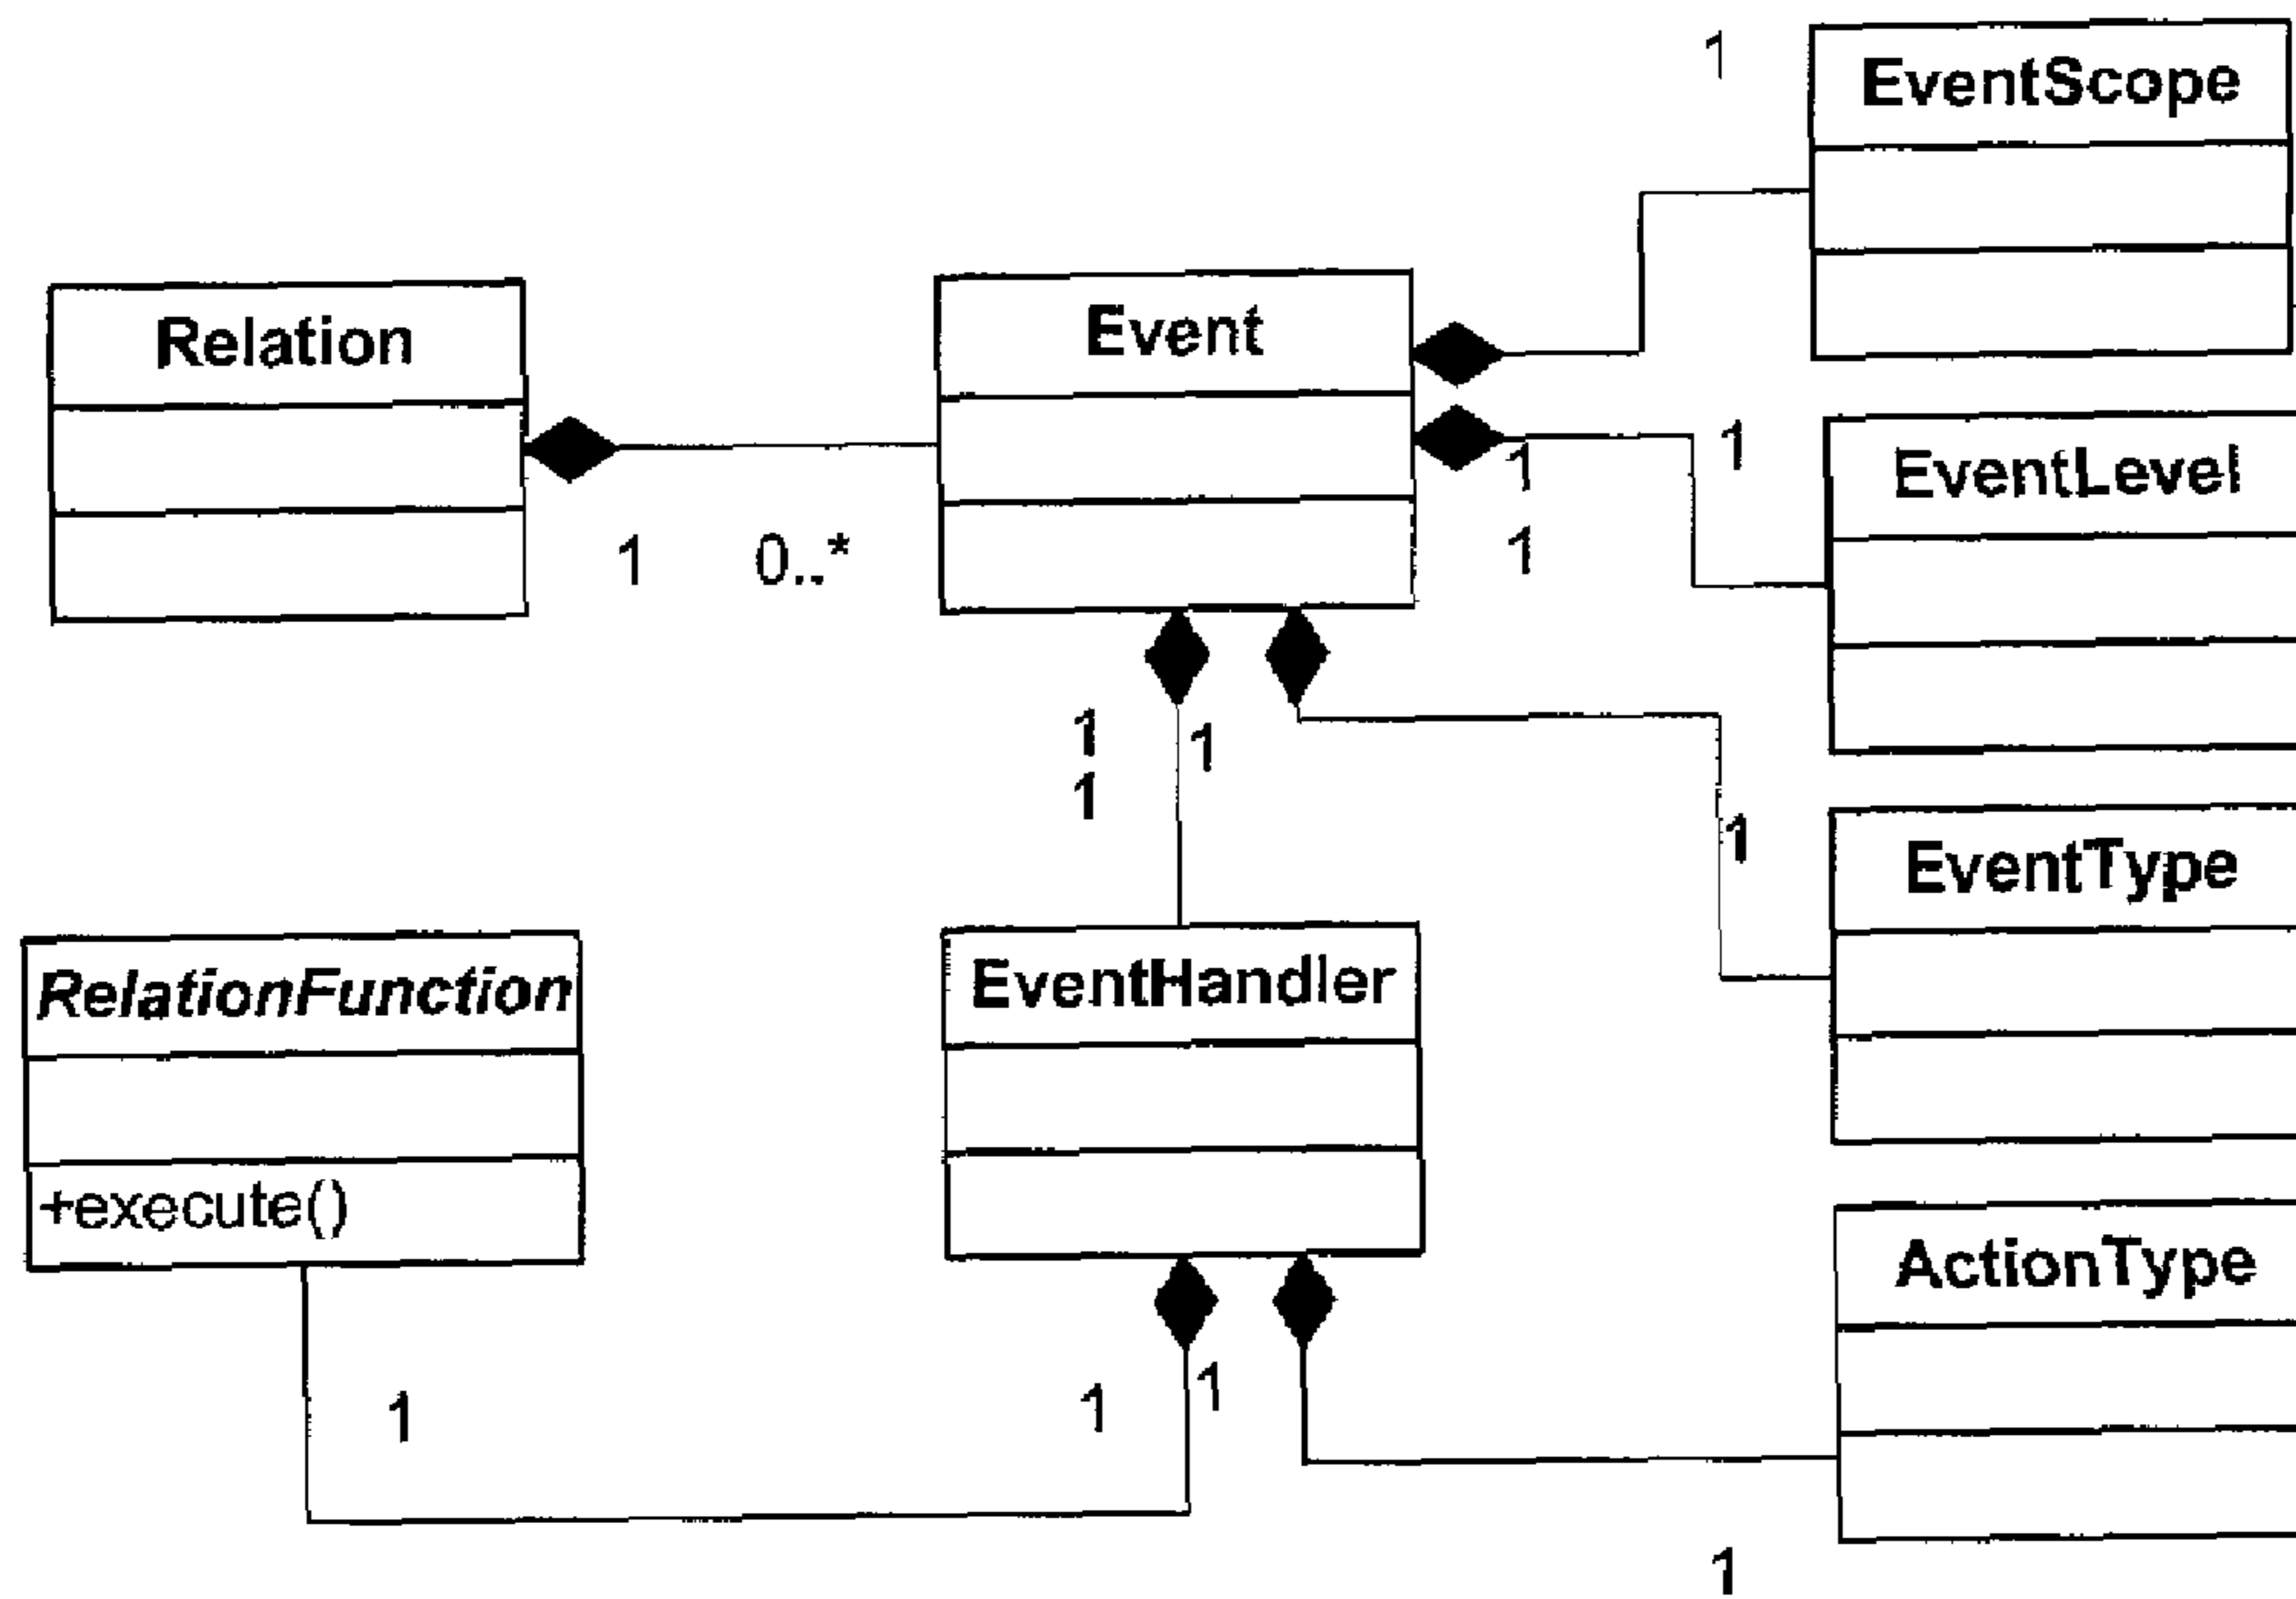 1
EventScope
Relation
Event
1
EventLevel
1
1
1
0..*
1
1
1
1
EventType
RelationFunction
EventHandler
+execute()
ActionType
1
1
1
1